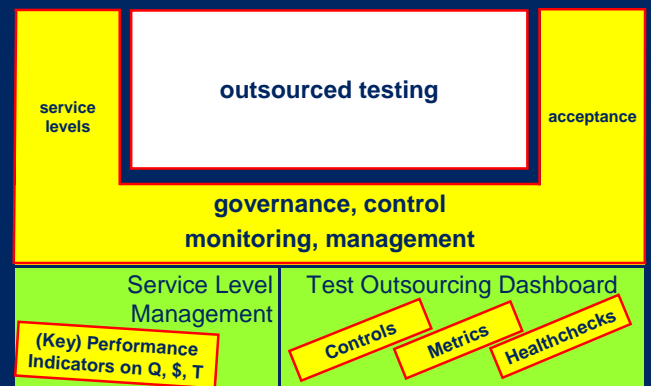 service
levels
outsourced testing
acceptance
governance, control
monitoring, management
Service Level
Management
(Key) Performance
Indicators on Q, $, T
Test Outsourcing Dashboard
Controls
Metrics
Healthchecks